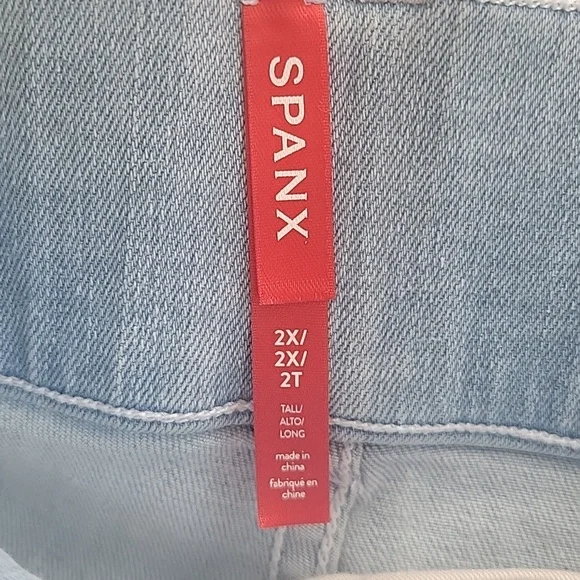 SPANX
2X/
2X/
2T
TALL/
ALTO/
LONG
made in
china
fabriqué en
chine